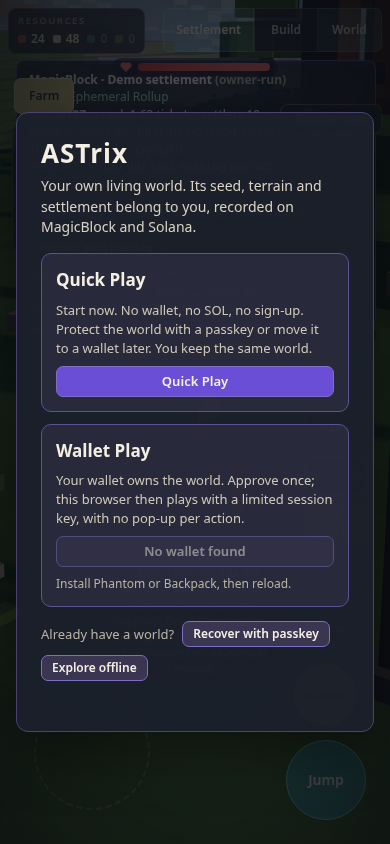 RESOURCES
24 48 0 0
Settlement Build World
MagicBlock · Demo settlement (owner-run)
Farm
Ephemeral Rollup
ASTrix
Your own living world. Its seed, terrain and
settlement belong to you, recorded on
MagicBlock and Solana.
Quick Play
Start now. No wallet, no SOL, no sign-up.
Protect the world with a passkey or move it
to a wallet later. You keep the same world.
Quick Play
Wallet Play
Your wallet owns the world. Approve once;
this browser then plays with a limited session
key, with no pop-up per action.
No wallet found
Install Phantom or Backpack, then reload.
Already have a world? Recover with passkey
Explore offline
Jump